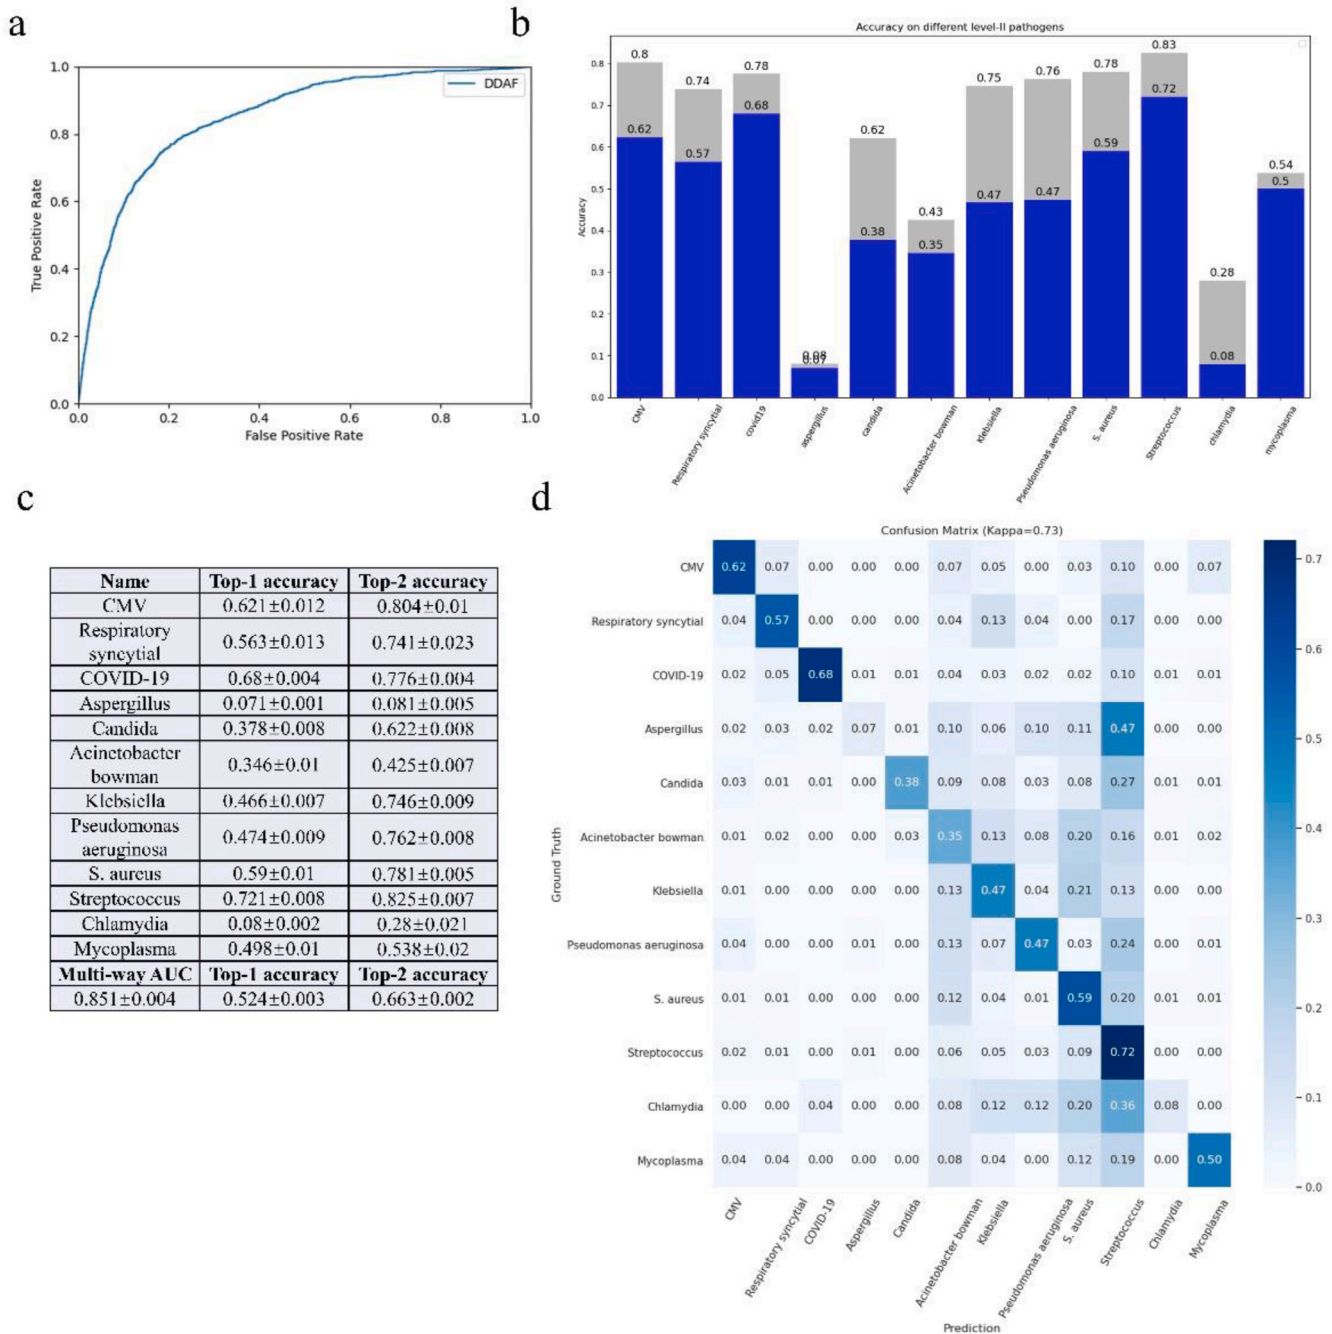 a
1.0
0.8
0.6
0.4
0.2
0.0
0.0 0.2 0.4 0.6 0.8 1.0
True Positive Rate
False Positive Rate
DDAF
b
Accuracy on different level-II pathogens
0.8
0.7
0.6
0.5
0.4
0.3
0.2
0.1
0.0
Accuracy
0.8 0.74 0.78 0.08 0.62 0.43 0.75 0.76 0.78 0.83 0.28 0.54
0.62 0.57 0.68 0.07 0.38 0.35 0.47 0.47 0.59 0.72 0.08 0.5
CMV
Respiratory syncytial
covid19
aspergillus
candida
Acinetobacter bowman
Klebsiella
Pseudomonas aeruginosa
S. aureus
Streptococcus
chlamydia
mycoplasma
c
Name Top-1 accuracy Top-2 accuracy
CMV 0.621±0.012 0.804±0.01
Respiratory
syncytial 0.563±0.013 0.741±0.023
COVID-19 0.68±0.004 0.776±0.004
Aspergillus 0.071±0.001 0.081±0.005
Candida 0.378±0.008 0.622±0.008
Acinetobacter
bowman 0.346±0.01 0.425±0.007
Klebsiella 0.466±0.007 0.746±0.009
Pseudomonas
aeruginosa 0.474±0.009 0.762±0.008
S. aureus 0.59±0.01 0.781±0.005
Streptococcus 0.721±0.008 0.825±0.007
Chlamydia 0.08±0.002 0.28±0.021
Mycoplasma 0.498±0.01 0.538±0.02
Multi-way AUC Top-1 accuracy Top-2 accuracy
0.851±0.004 0.524±0.003 0.663±0.002
d
Confusion Matrix (Kappa=0.73)
CMV 0.62 0.07 0.00 0.00 0.00 0.07 0.05 0.00 0.03 0.10 0.00 0.07
Respiratory syncytial 0.04 0.57 0.00 0.00 0.00 0.04 0.13 0.04 0.00 0.17 0.00 0.00
COVID-19 0.02 0.05 0.68 0.01 0.01 0.04 0.03 0.02 0.02 0.10 0.01 0.01
Aspergillus 0.02 0.03 0.02 0.07 0.01 0.10 0.06 0.10 0.11 0.47 0.00 0.00
Candida 0.03 0.01 0.01 0.00 0.38 0.09 0.08 0.03 0.08 0.27 0.01 0.01
Acinetobacter bowman 0.01 0.02 0.00 0.00 0.03 0.35 0.13 0.08 0.20 0.16 0.01 0.02
Klebsiella 0.01 0.00 0.00 0.00 0.00 0.13 0.47 0.04 0.21 0.13 0.00 0.00
Pseudomonas aeruginosa 0.04 0.00 0.00 0.01 0.00 0.13 0.07 0.47 0.03 0.24 0.00 0.01
S. aureus 0.01 0.01 0.00 0.00 0.00 0.12 0.04 0.01 0.59 0.20 0.01 0.01
Streptococcus 0.02 0.01 0.00 0.01 0.00 0.06 0.05 0.03 0.09 0.72 0.00 0.00
Chlamydia 0.00 0.00 0.04 0.00 0.00 0.08 0.12 0.12 0.20 0.36 0.08 0.00
Mycoplasma 0.04 0.04 0.00 0.00 0.00 0.08 0.04 0.00 0.12 0.19 0.00 0.50
Ground Truth
CMV
Respiratory syncytial
COVID-19
Aspergillus
Candida
Acinetobacter bowman
Klebsiella
Pseudomonas aeruginosa
S. aureus
Streptococcus
Chlamydia
Mycoplasma
Prediction
0.7
0.6
0.5
0.4
0.3
0.2
0.1
0.0